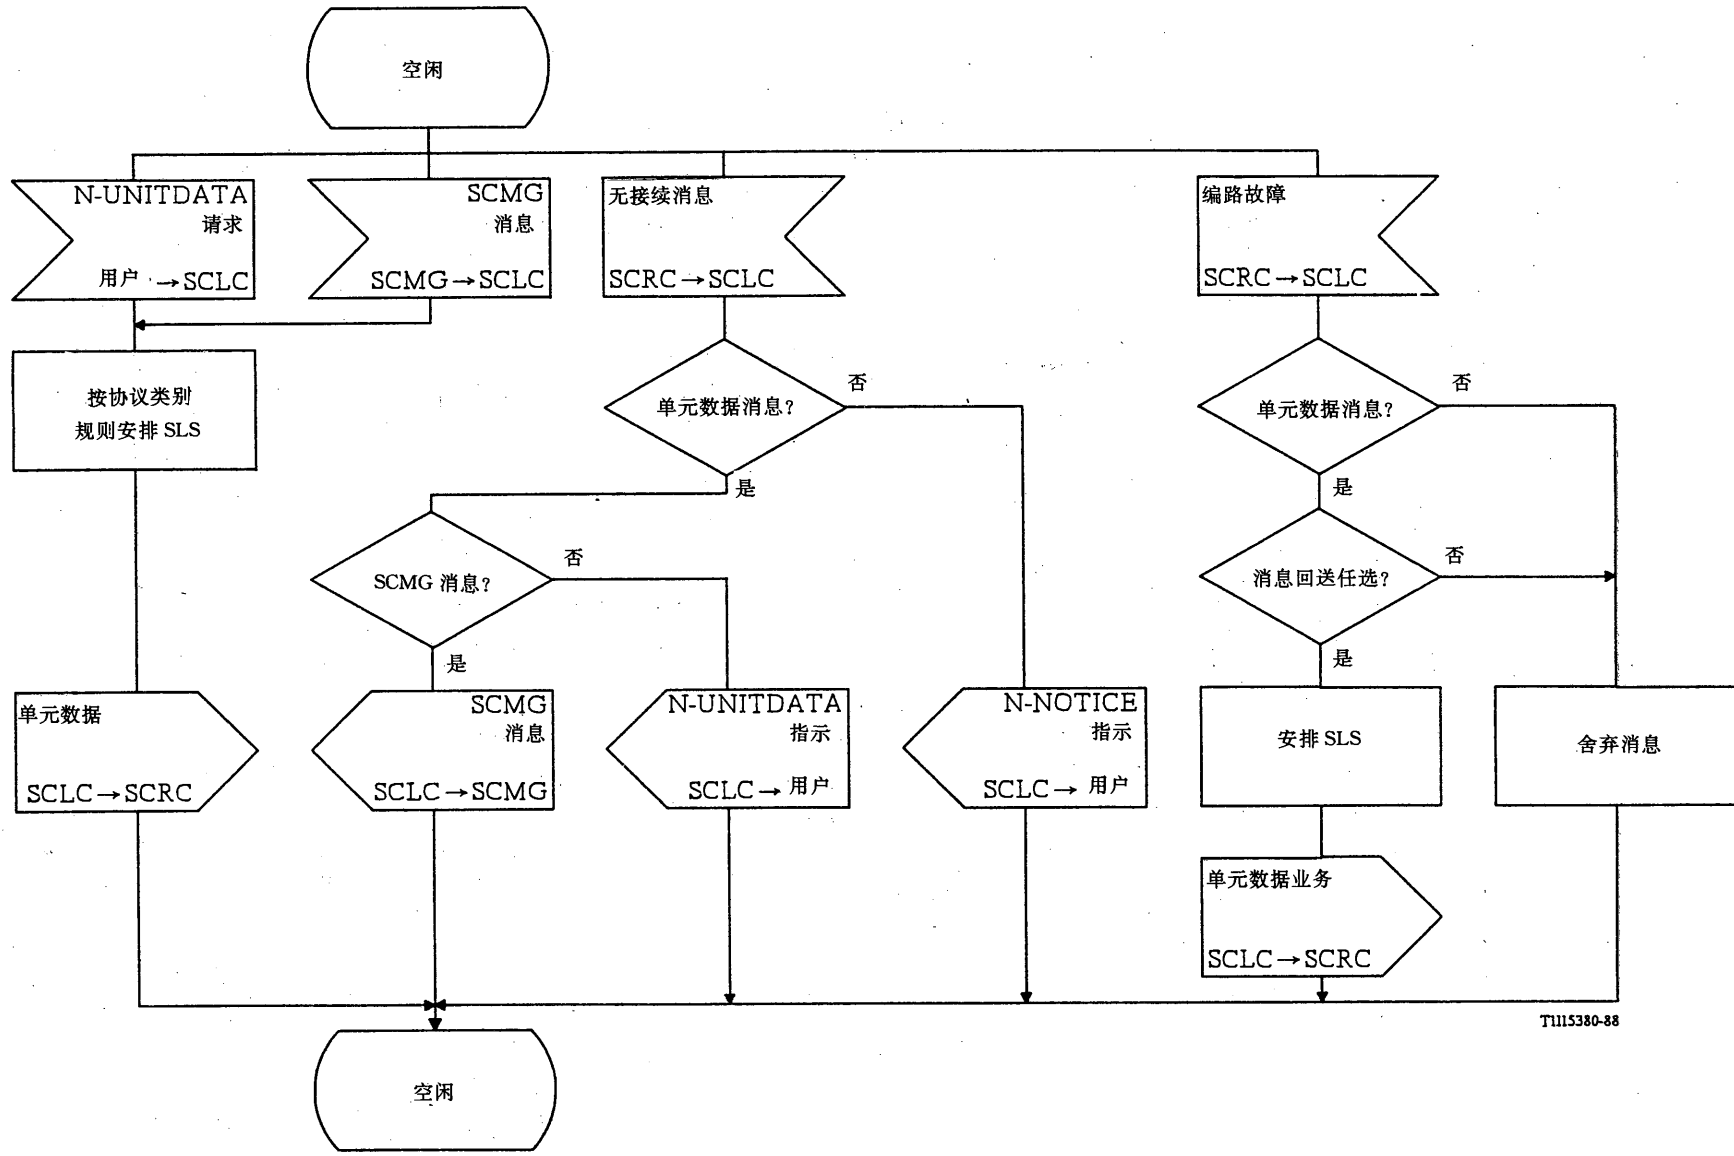 空闲
N-UNITDATA
请求
用户 →SCLC
SCMG
消息
SCMG→SCLC
无接续消息
SCRC→SCLC
编路故障
SCRC→SCLC
按协议类别
规则安排 SLS
单元数据消息?
否
是
单元数据消息?
否
是
SCMG 消息?
否
是
消息回送任选?
否
是
单元数据
SCLC→SCRC
SCMG
消息
SCLC→SCMG
N-UNITDATA
指示
SCLC→用户
N-NOTICE
指示
SCLC→用户
安排 SLS
舍弃消息
单元数据业务
SCLC→SCRC
T1115380-88
空闲